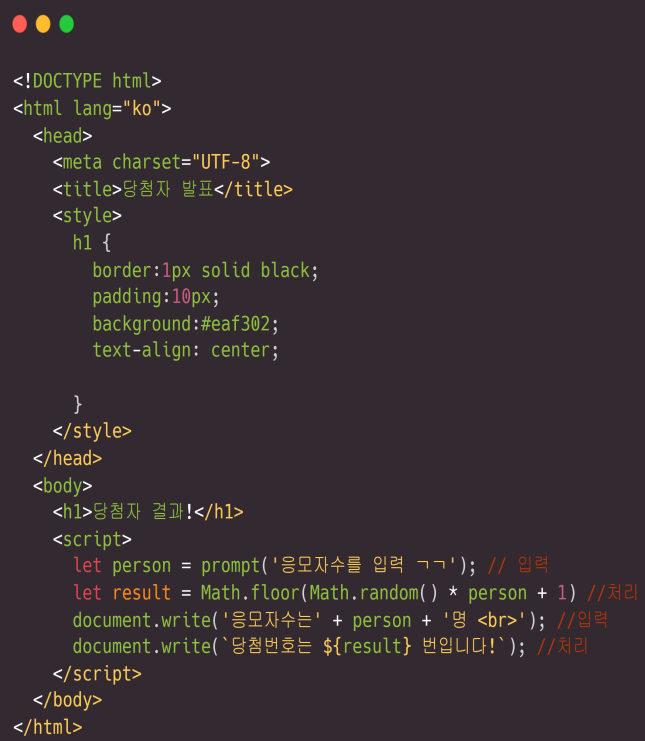 <!DOCTYPE html>
<html lang="ko">
  <head>
    <meta charset="UTF-8">
    <title>당첨자 발표</title>
    <style>
      h1 {
        border:1px solid black;
        padding:10px;
        background:#eaf302;
        text-align: center;

      }
    </style>
  </head>
  <body>
    <h1>당첨자 결과!</h1>
    <script>
      let person = prompt('응모자수를 입력 ㄱㄱ'); // 입력
      let result = Math.floor(Math.random() * person + 1) //처리
      document.write('응모자수는' + person + '명 <br>'); //입력
      document.write(`당첨번호는 ${result} 번입니다!`); //처리
    </script>
  </body>
</html>